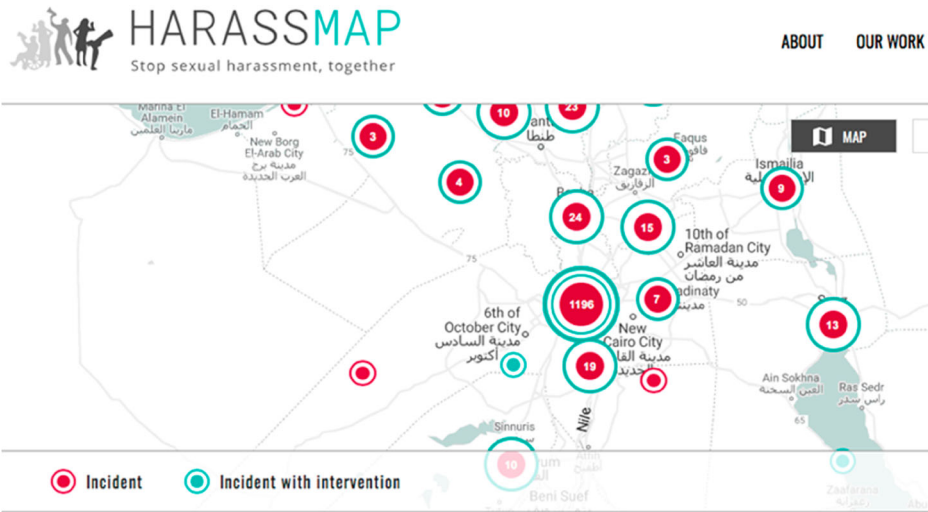 HARASSMAP
Stop sexual harassment, together
ABOUT
OUR WORK
MAP
Marina El
Alamein
مارينا العلمين
El-Hamam
الحمام
New Borg
El-Arab City
مدينة برج
العرب الجديدة
75
3
10
طنطا
23
Faqus
3
Zagaz
الزقازيق
Ismailia
9
4
24
15
10th of
Ramadan City
مدينة العاشر
من رمضان
75
1196
7
adinaty
50
6th of
October City
مدينة السادس
أكتوبر
New
Cairo City
13
19
Ain Sokhna
العين السخنة
Ras Sedr
راس سدر
65
Nile
Sinnuris
10
Beni Suef
Zaafarana
Incident
Incident with intervention